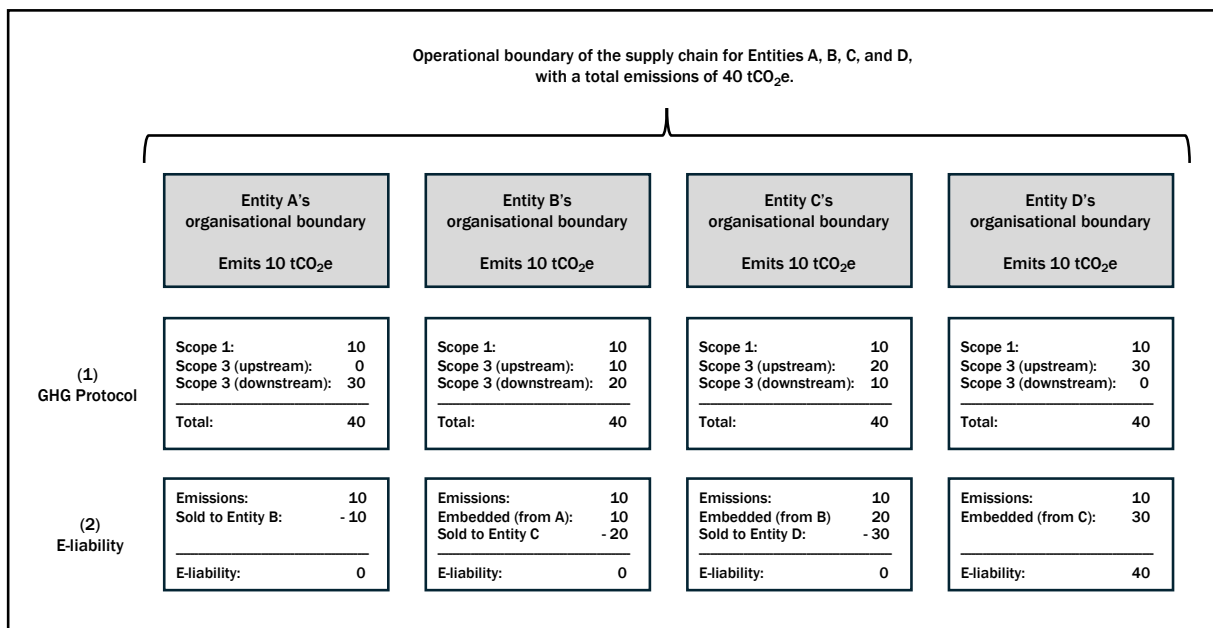 Operational boundary of the supply chain for Entities A, B, C, and D,
with a total emissions of 40 tCO₂e.
Entity A’s
organisational boundary
Emits 10 tCO₂e
Entity B’s
organisational boundary
Emits 10 tCO₂e
Entity C’s
organisational boundary
Emits 10 tCO₂e
Entity D’s
organisational boundary
Emits 10 tCO₂e
(1)
GHG Protocol
Scope 1: 10
Scope 3 (upstream): 0
Scope 3 (downstream): 30
Total: 40
Scope 1: 10
Scope 3 (upstream): 10
Scope 3 (downstream): 20
Total: 40
Scope 1: 10
Scope 3 (upstream): 20
Scope 3 (downstream): 10
Total: 40
Scope 1: 10
Scope 3 (upstream): 30
Scope 3 (downstream): 0
Total: 40
(2)
E-liability
Emissions: 10
Sold to Entity B: - 10
E-liability: 0
Emissions: 10
Embedded (from A): 10
Sold to Entity C - 20
E-liability: 0
Emissions: 10
Embedded (from B) 20
Sold to Entity D: - 30
E-liability: 0
Emissions: 10
Embedded (from C): 30
E-liability: 40